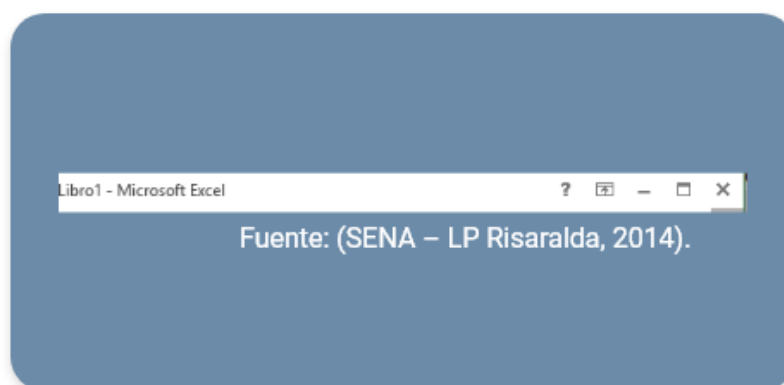 Libro1 - Microsoft Excel ?
Fuente: (SENA – LP Risaralda, 2014).